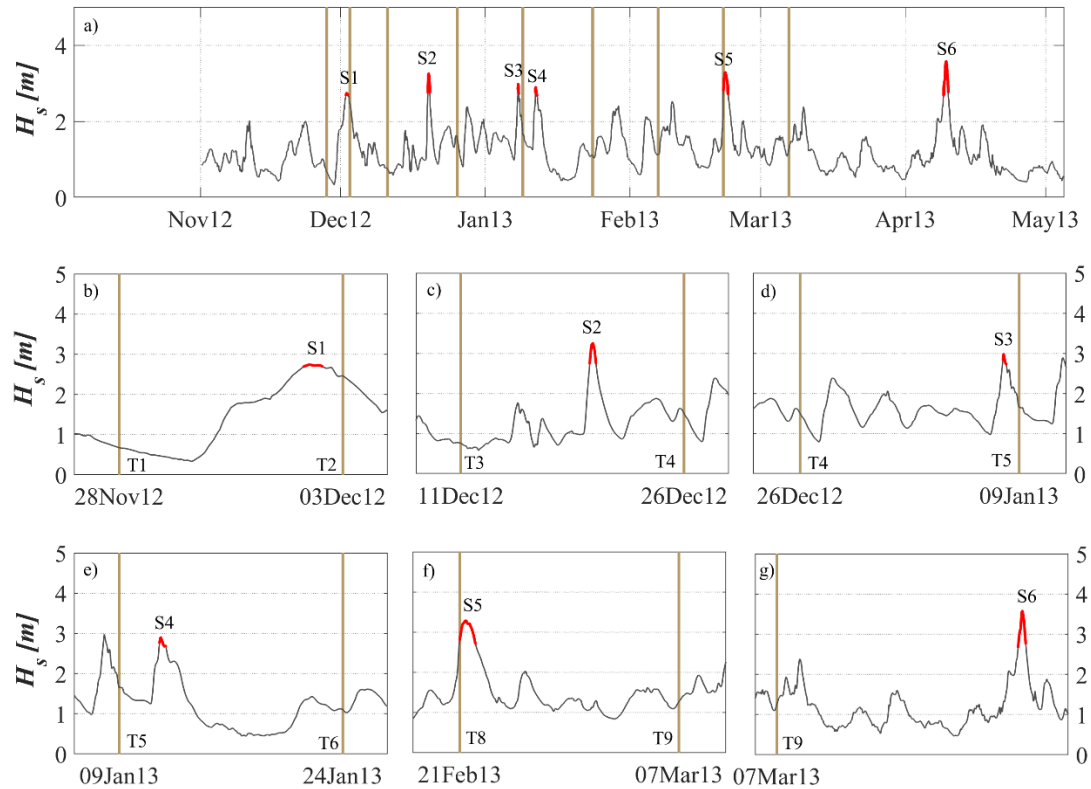 a)
H_s [m]
4
2
0
S1
S2
S3
S4
S5
S6
Nov12
Dec12
Jan13
Feb13
Mar13
Apr13
May13
b)
c)
d)
H_s [m]
5
4
3
2
1
0
S1
T1
T2
28Nov12
03Dec12
S2
T3
T4
11Dec12
26Dec12
S3
T4
T5
26Dec12
09Jan13
5
4
3
2
1
0
e)
f)
g)
H_s [m]
5
4
3
2
1
0
S4
T5
T6
09Jan13
24Jan13
S5
T8
T9
21Feb13
07Mar13
S6
T9
07Mar13
5
4
3
2
1
0